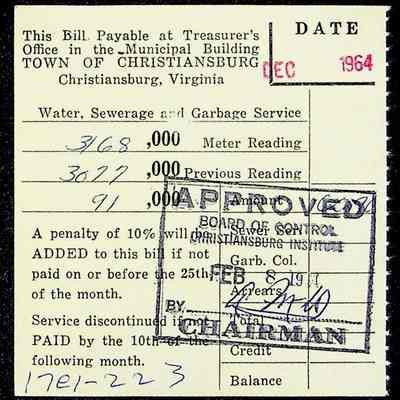 This Bill Payable at Treasurer's
Office in the Municipal Building
TOWN OF CHRISTIANSBURG
Christiansburg, Virginia
DATE
DEC 1964
Water, Sewerage and Garbage Service
3168 ,000 Meter Reading
3077 ,000 Previous Reading
91 ,000 Amount
APPROVED
BOARD OF CONTROL
CHRISTIANSBURG INSTITUTE
FEB 8 19
BY
CHAIRMAN
Sewer Serv.
Garb. Col.
Arrears
Total
Credit
Balance
A penalty of 10% will be
ADDED to this bill if not
paid on or before the 25th
of the month.
Service discontinued if not
PAID by the 10th of the
following month.
17E1-223